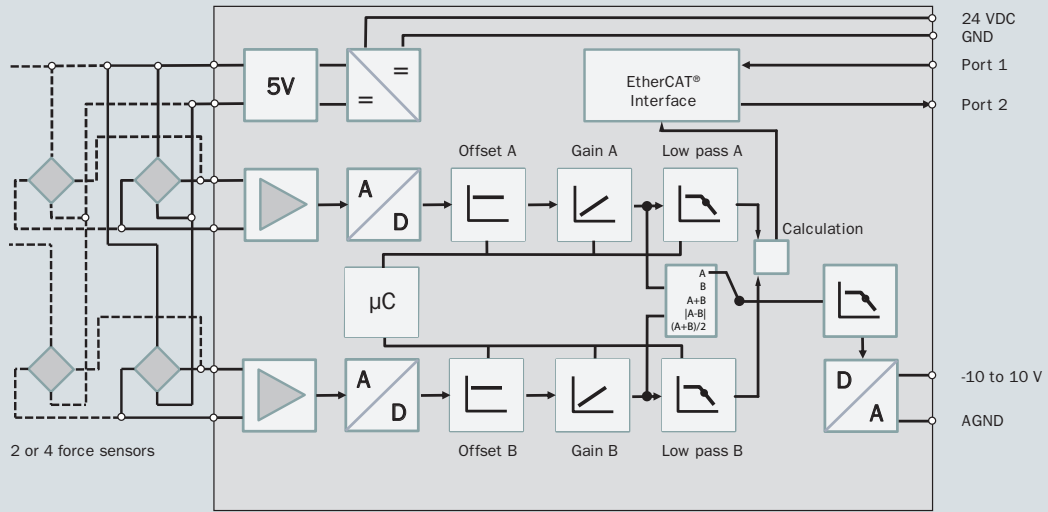 24 VDC
GND
Port 1
Port 2
5V
=
=
EtherCAT®
Interface
Offset A
Gain A
Low pass A
A
D
Calculation
µC
A
B
A+B
|A-B|
(A+B)/2
A
D
D
A
-10 to 10 V
AGND
2 or 4 force sensors
Offset B
Gain B
Low pass B